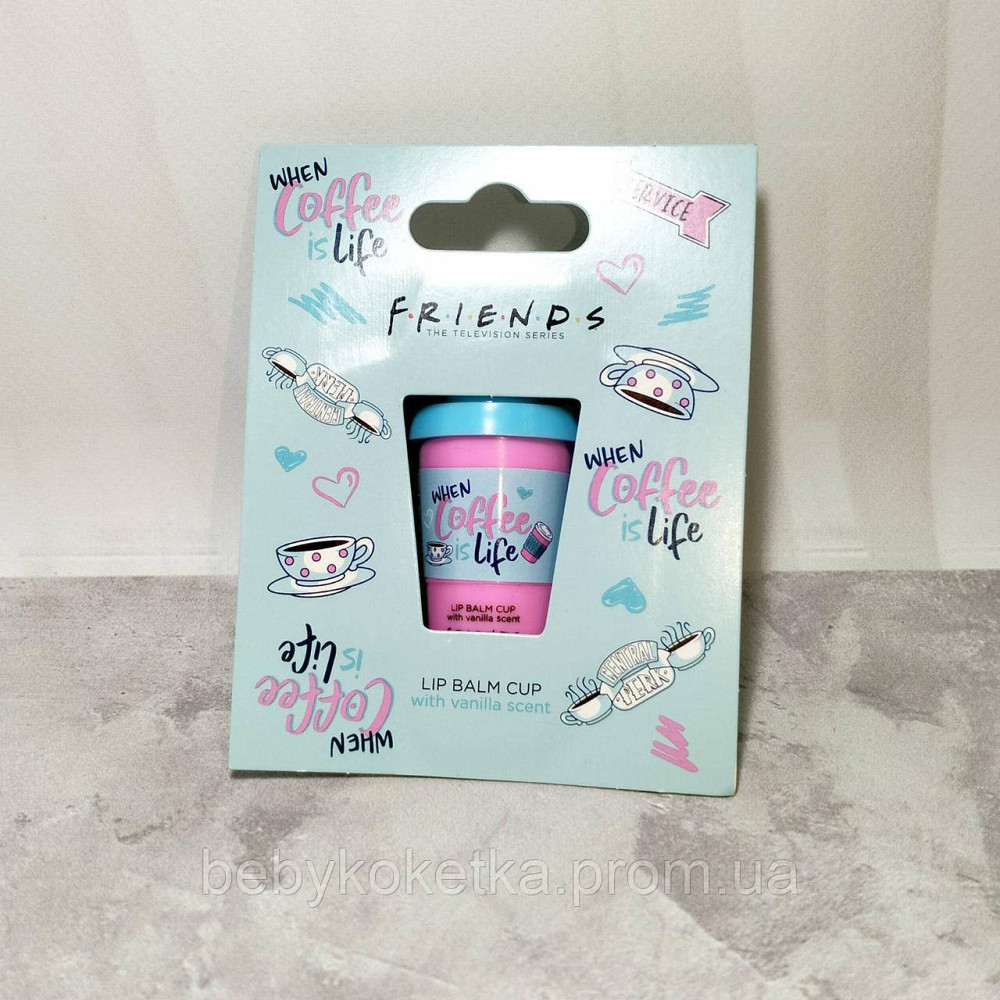 WHEN
Coffee
is Life
SERVICE
F·R·I·E·N·D·S
THE TELEVISION SERIES
CENTRAL
PERK
WHEN
Coffee
is Life
WHEN
Coffee
is Life
LIP BALM CUP
with vanilla scent
CENTRAL
PERK
WHEN
Coffee
is Life
LIP BALM CUP
with vanilla scent
bebykoketka.prom.ua